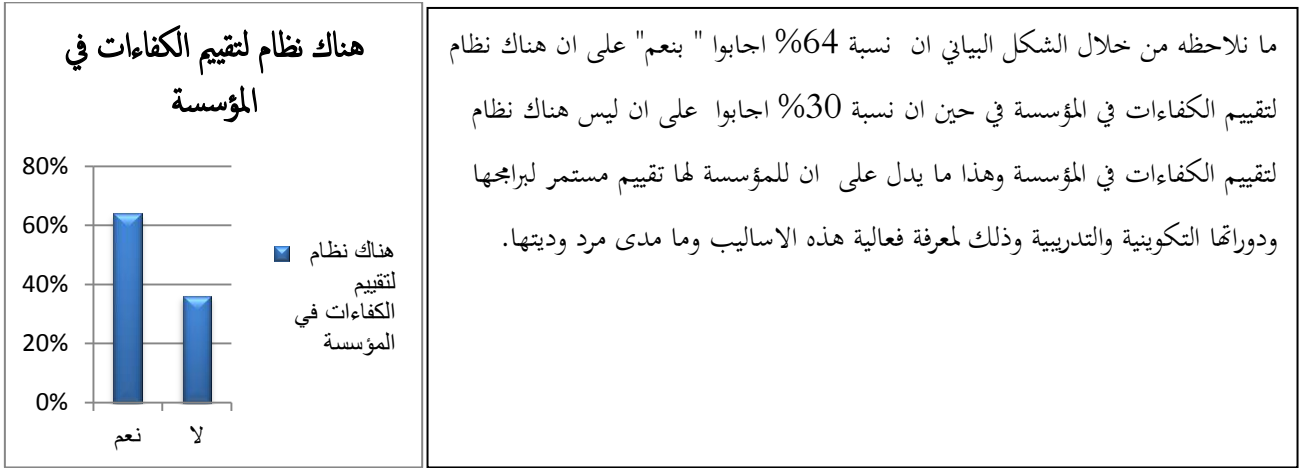 هناك نظام لتقييم الكفاءات في
المؤسسة
80%
60%
40%
20%
0%
نعم
لا
هناك نظام
لتقييم
الكفاءات في
المؤسسة
ما نلاحظه من خلال الشكل البياني ان نسبة 64% اجابوا " بنعم" على ان هناك نظام
لتقييم الكفاءات في المؤسسة في حين ان نسبة 30% اجابوا على ان ليس هناك نظام
لتقييم الكفاءات في المؤسسة وهذا ما يدل على ان للمؤسسة لها تقييم مستمر لبرامجها
ودوراتها التكوينية والتدريبية وذلك لمعرفة فعالية هذه الاساليب وما مدى مرد وديتها.